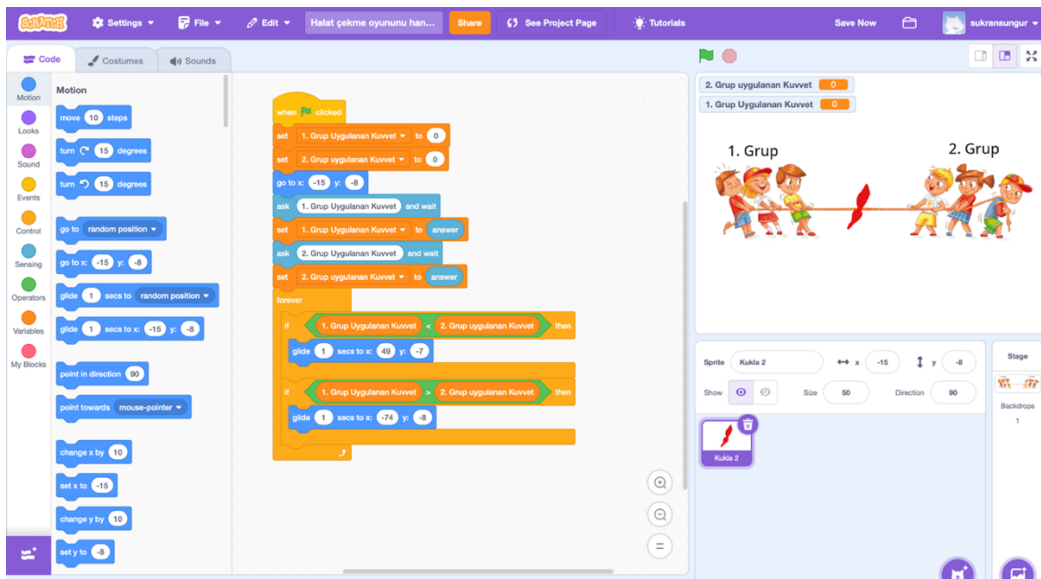 SCRATCH Settings File Edit Halat çekme oyununu han... Share See Project Page Tutorials Save Now sukransungur
Code Costumes Sounds
Motion
Looks
Sound
Events
Control
Sensing
Operators
Variables
My Blocks
Motion
move 10 steps
turn 15 degrees
turn 15 degrees
go to random position
go to x: -15 y: -8
glide 1 secs to random position
glide 1 secs to x: -15 y: -8
point in direction 90
point towards mouse-pointer
change x by 10
set x to -15
change y by 10
set y to -8
when clicked
set 1. Grup Uygulanan Kuvvet to 0
set 2. Grup uygulanan Kuvvet to 0
go to x: -15 y: -8
ask 1. Grup Uygulanan Kuvvet and wait
set 1. Grup Uygulanan Kuvvet to answer
ask 2. Grup Uygulanan Kuvvet and wait
set 2. Grup uygulanan Kuvvet to answer
forever
if 1. Grup Uygulanan Kuvvet < 2. Grup uygulanan Kuvvet then
glide 1 secs to x: 49 y: -7
if 1. Grup Uygulanan Kuvvet > 2. Grup uygulanan Kuvvet then
glide 1 secs to x: -74 y: -8
2. Grup uygulanan Kuvvet 0
1. Grup Uygulanan Kuvvet 0
1. Grup
2. Grup
Sprite Kukla 2 x -15 y -8
Show Size 50 Direction 90
Kukla 2
Stage
Backdrops
1